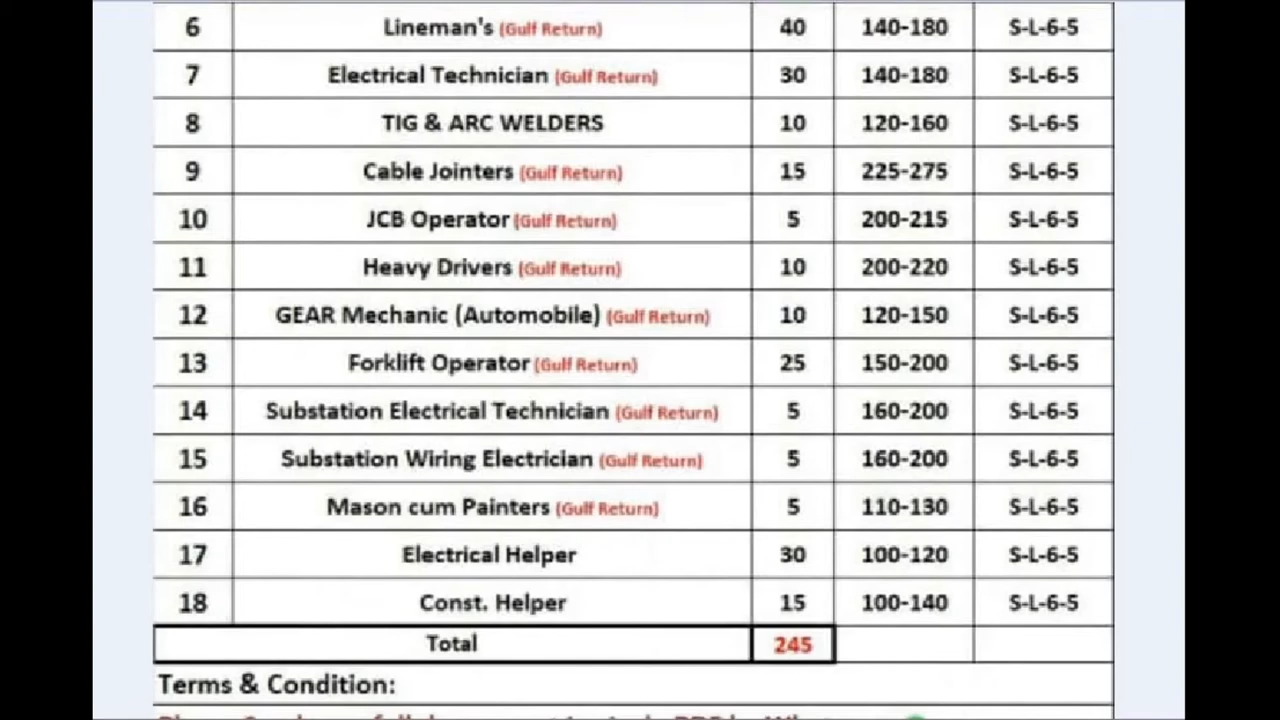 6 Lineman's (Gulf Return) 40 140-180 S-L-6-5
7 Electrical Technician (Gulf Return) 30 140-180 S-L-6-5
8 TIG & ARC WELDERS 10 120-160 S-L-6-5
9 Cable Jointers (Gulf Return) 15 225-275 S-L-6-5
10 JCB Operator (Gulf Return) 5 200-215 S-L-6-5
11 Heavy Drivers (Gulf Return) 10 200-220 S-L-6-5
12 GEAR Mechanic (Automobile) (Gulf Return) 10 120-150 S-L-6-5
13 Forklift Operator (Gulf Return) 25 150-200 S-L-6-5
14 Substation Electrical Technician (Gulf Return) 5 160-200 S-L-6-5
15 Substation Wiring Electrician (Gulf Return) 5 160-200 S-L-6-5
16 Mason cum Painters (Gulf Return) 5 110-130 S-L-6-5
17 Electrical Helper 30 100-120 S-L-6-5
18 Const. Helper 15 100-140 S-L-6-5
Total 245
Terms & Condition: